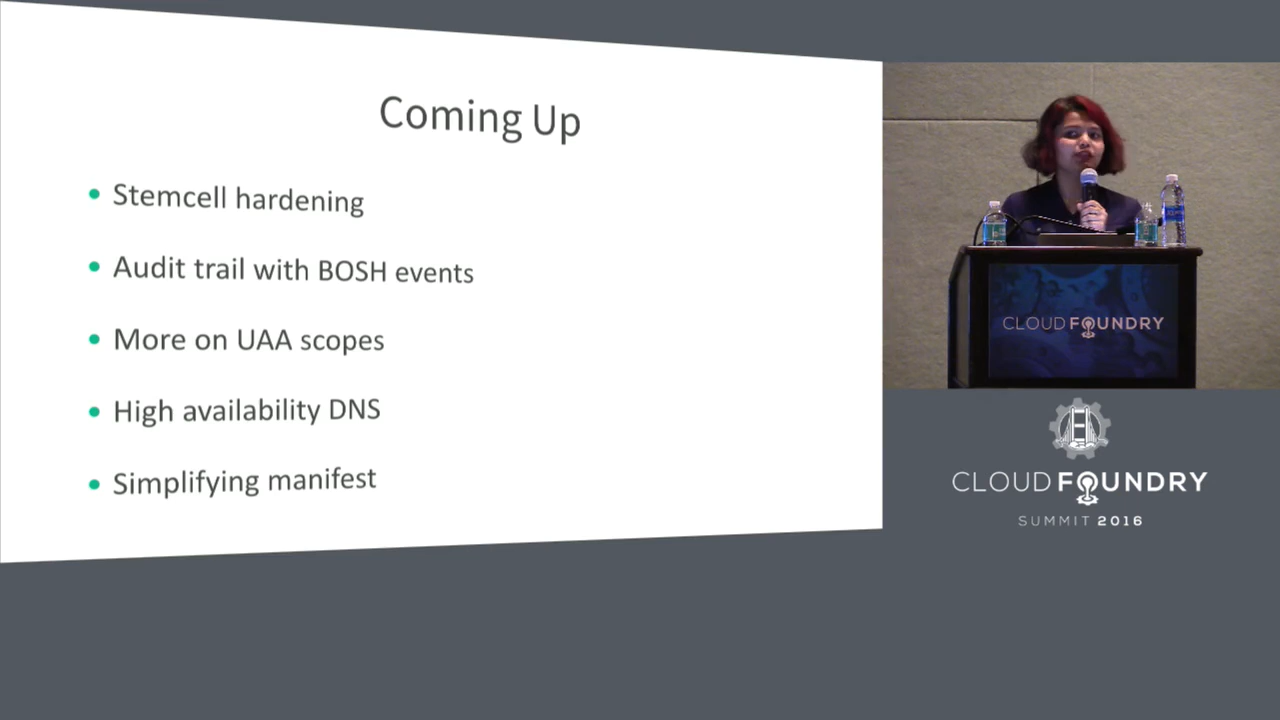 Coming Up
Stemcell hardening
Audit trail with BOSH events
More on UAA scopes
High availability DNS
Simplifying manifest
CLOUD FOUNDRY
CLOUD FOUNDRY
SUMMIT 2016